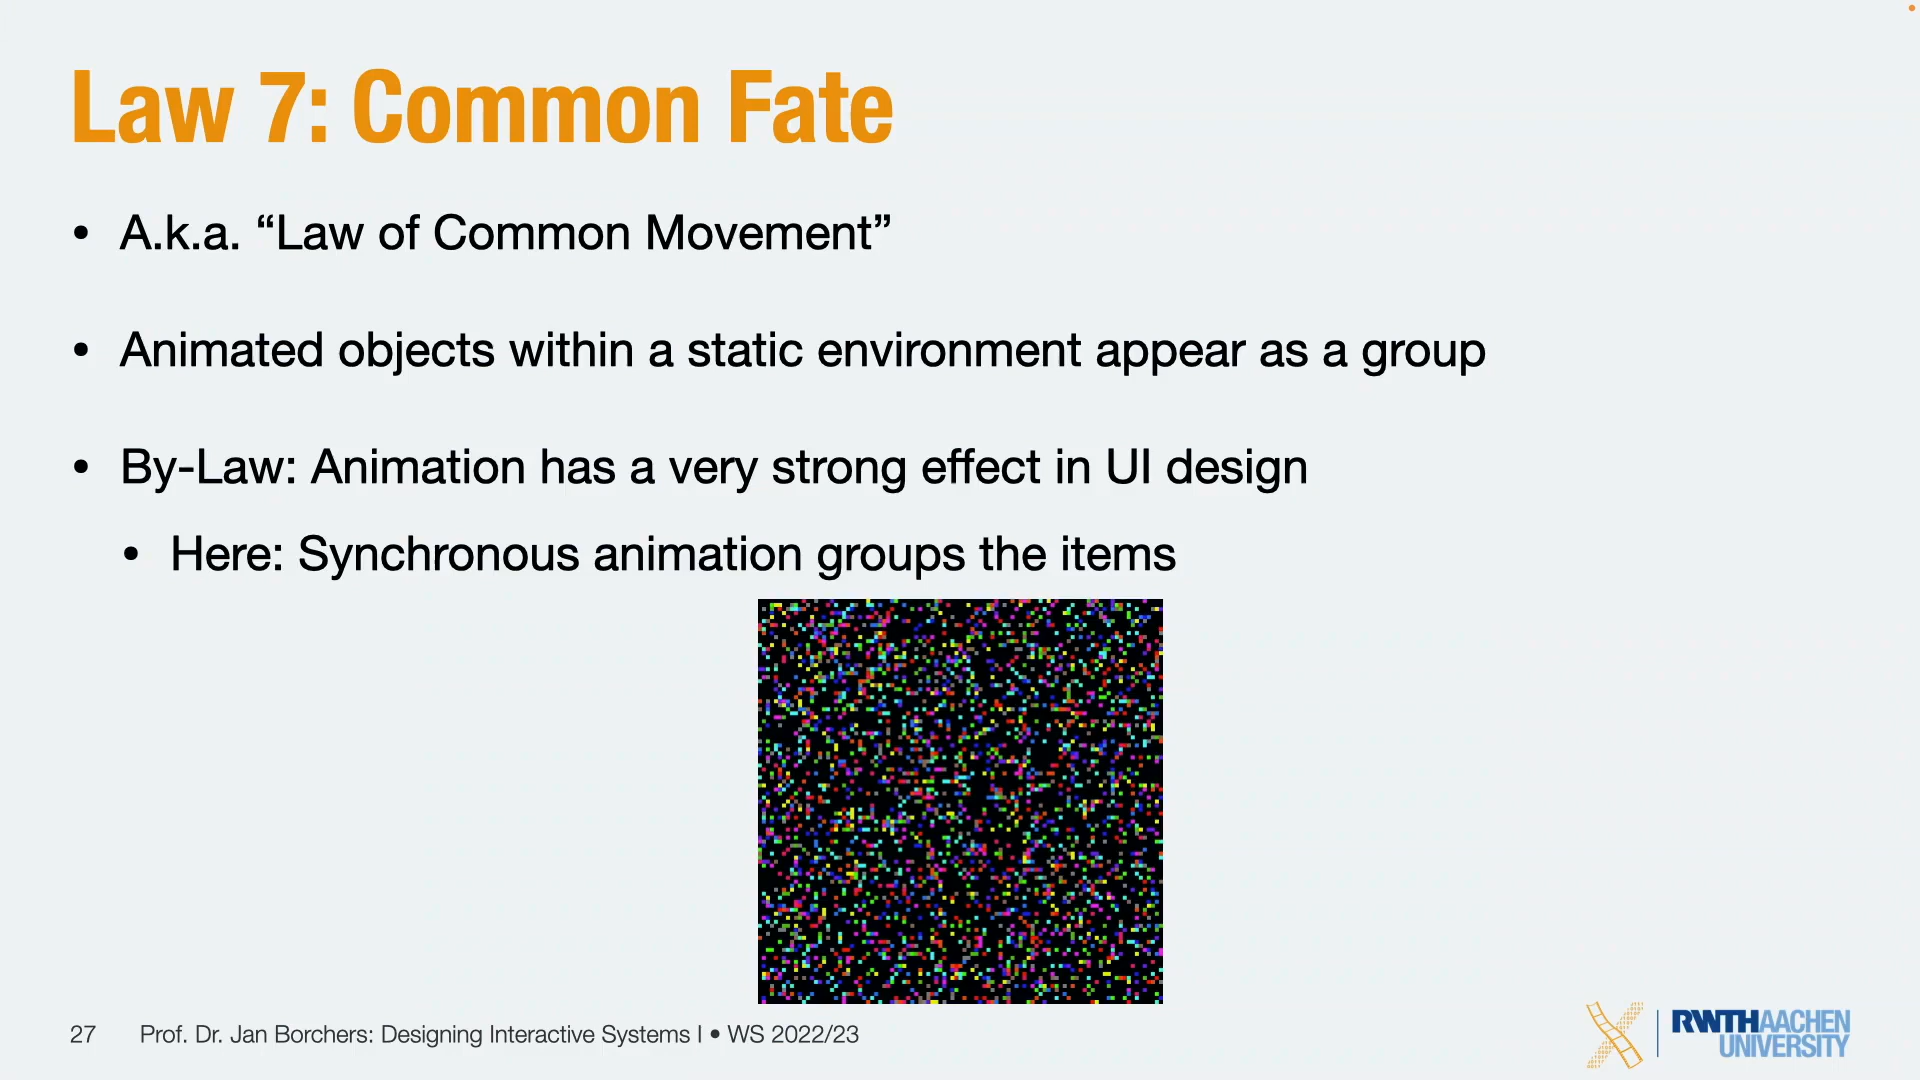 Law 7: Common Fate
• A.k.a. “Law of Common Movement”
• Animated objects within a static environment appear as a group
• By-Law: Animation has a very strong effect in UI design
• Here: Synchronous animation groups the items
27 Prof. Dr. Jan Borchers: Designing Interactive Systems I • WS 2022/23
RWTHAACHEN
UNIVERSITY